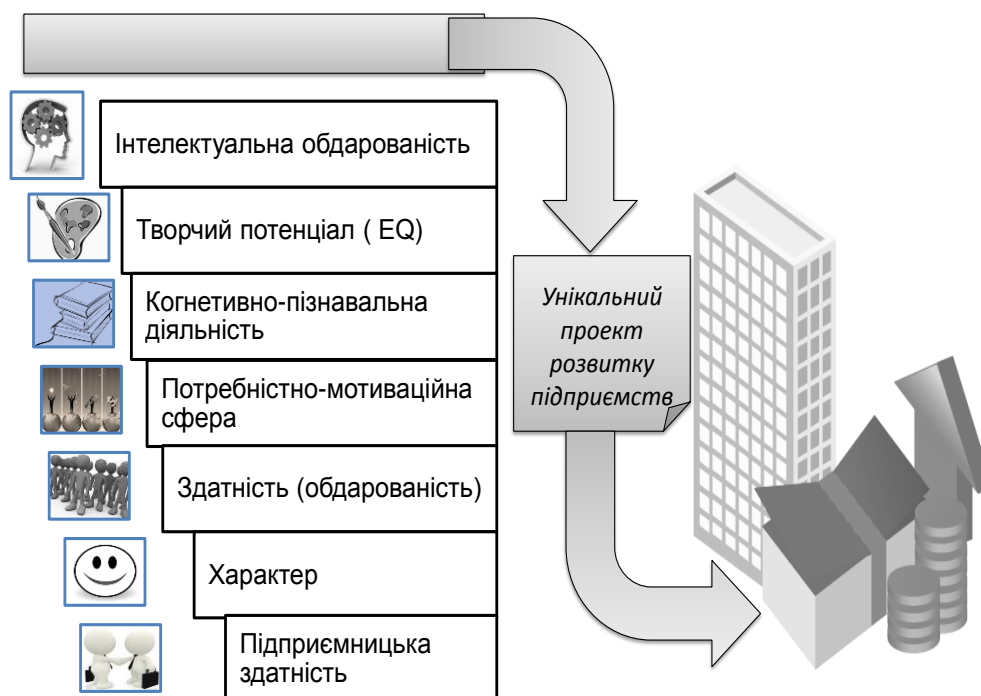 Інтелектуальна обдарованість
Творчий потенціал ( EQ)
Когнетивно-пізнавальна
діяльність
Потребністно-мотиваційна
сфера
Здатність (обдарованість)
Характер
Підприємницька
здатність
Унікальний
проект
розвитку
підприємств